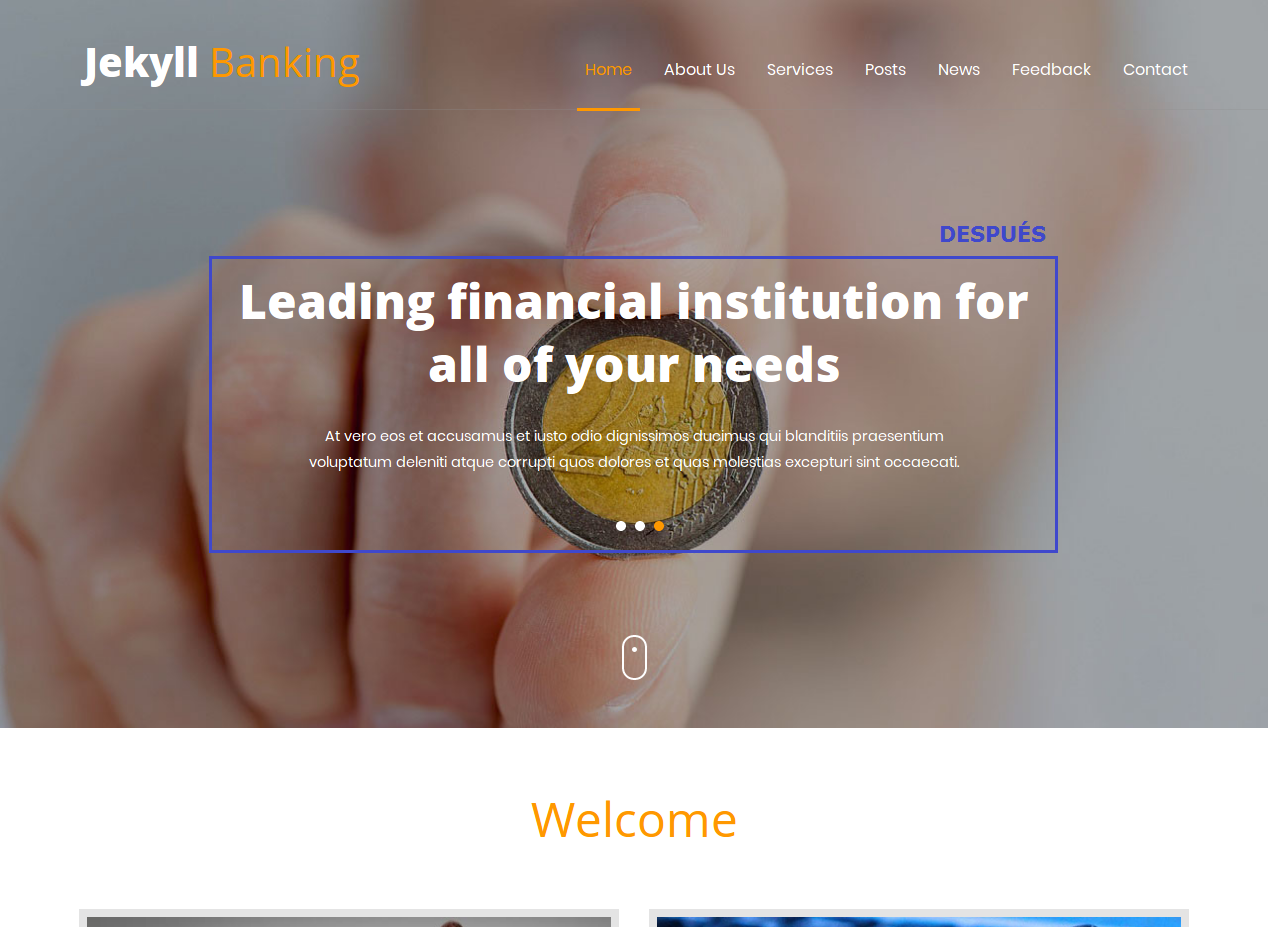 Jekyll Banking
Home About Us Services Posts News Feedback Contact
DESPUÉS
Leading financial institution for
all of your needs
At vero eos et accusamus et iusto odio dignissimos ducimus qui blanditiis praesentium
voluptatum deleniti atque corrupti quos dolores et quas molestias excepturi sint occaecati.
Welcome